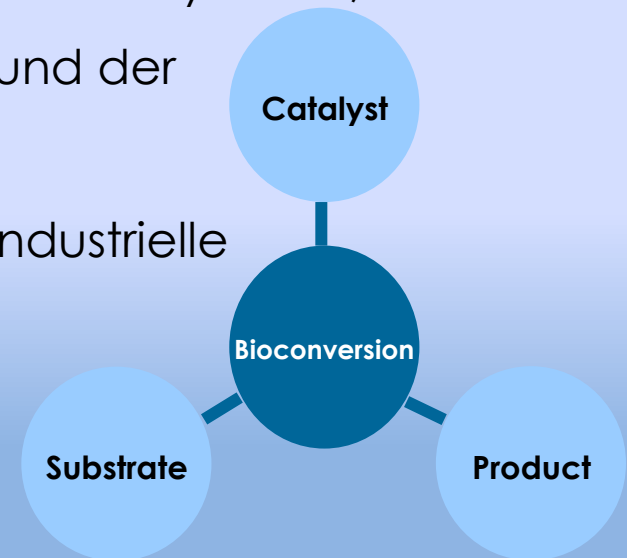 und der
Catalyst
ndustrielle
Bioconversion
Substrate
Product